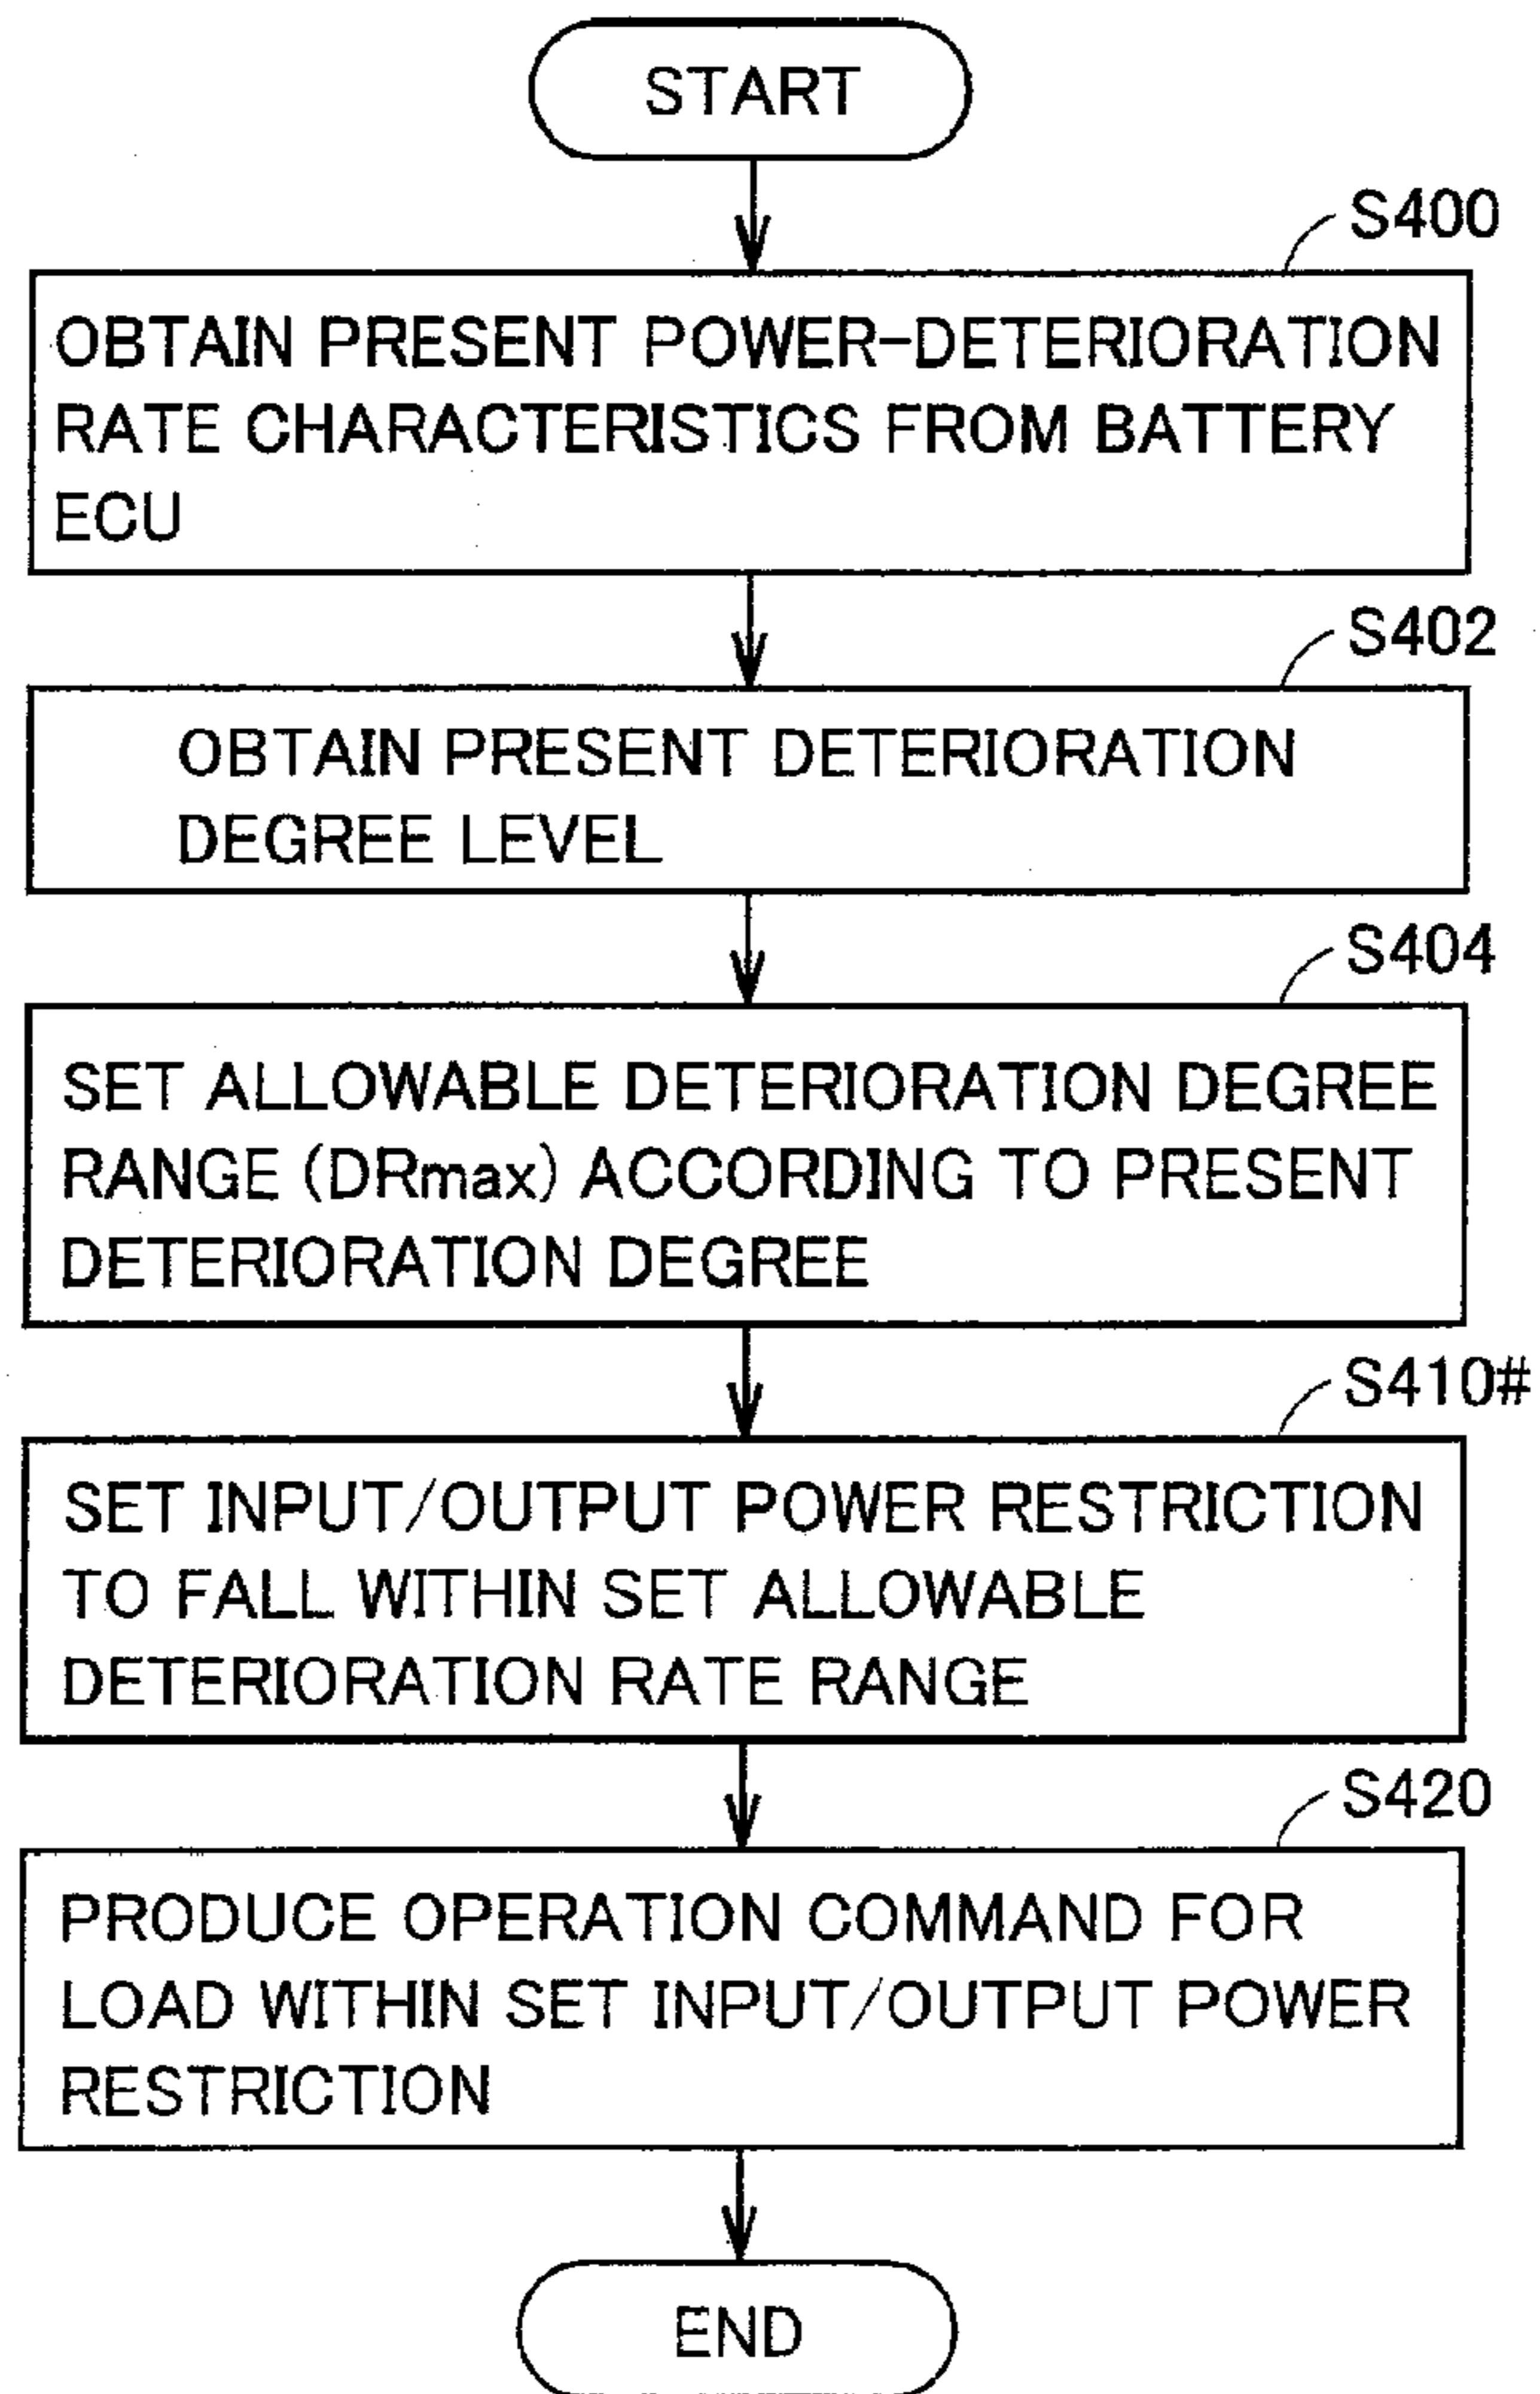 START
S400
OBTAIN PRESENT POWER-DETERIORATION
RATE CHARACTERISTICS FROM BATTERY
ECU
S402
OBTAIN PRESENT DETERIORATION
DEGREE LEVEL
S404
SET ALLOWABLE DETERIORATION DEGREE
RANGE (DRmax) ACCORDING TO PRESENT
DETERIORATION DEGREE
S410#
SET INPUT/OUTPUT POWER RESTRICTION
TO FALL WITHIN SET ALLOWABLE
DETERIORATION RATE RANGE
S420
PRODUCE OPERATION COMMAND FOR
LOAD WITHIN SET INPUT/OUTPUT POWER
RESTRICTION
END